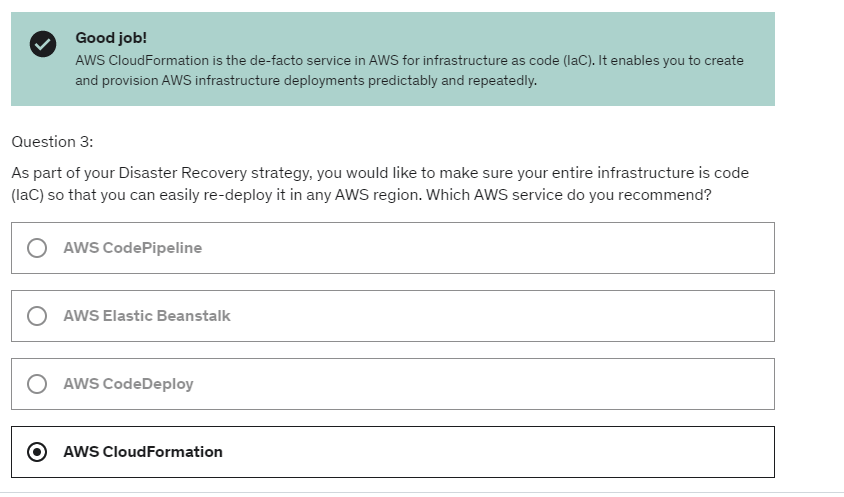 Good job!
AWS CloudFormation is the de-facto service in AWS for infrastructure as code (IaC). It enables you to create
and provision AWS infrastructure deployments predictably and repeatedly.
Question 3:
As part of your Disaster Recovery strategy, you would like to make sure your entire infrastructure is code
(IaC) so that you can easily re-deploy it in any AWS region. Which AWS service do you recommend?
AWS CodePipeline
AWS Elastic Beanstalk
AWS CodeDeploy
AWS CloudFormation